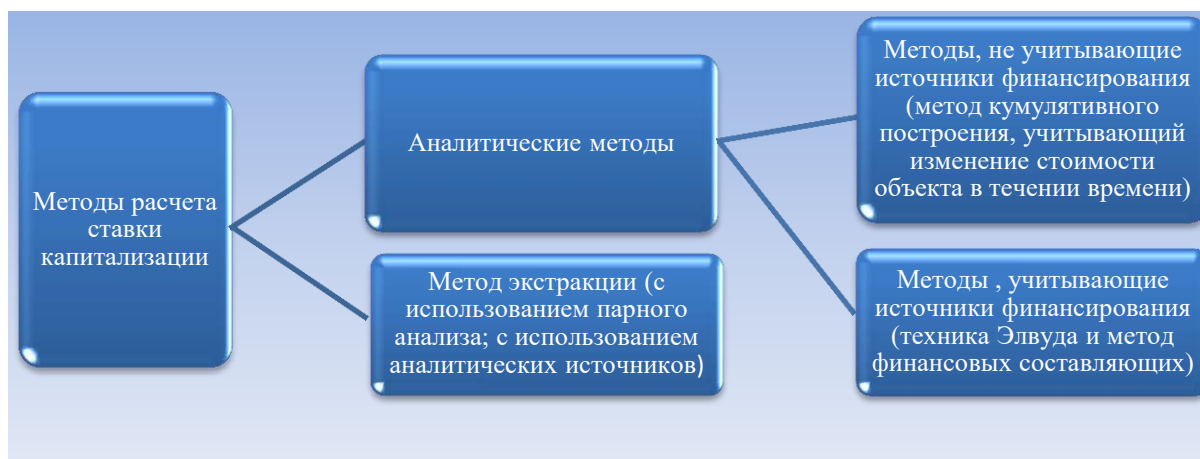 Методы расчета
ставки
капитализации
Аналитические методы
Метод экстракции (с
использованием парного
анализа; с использованием
аналитических источников)
Методы, не учитывающие
источники финансирования
(метод кумулятивного
построения, учитывающий
изменение стоимости
объекта в течении времени)
Методы , учитывающие
источники финансирования
(техника Элвуда и метод
финансовых составляющих)